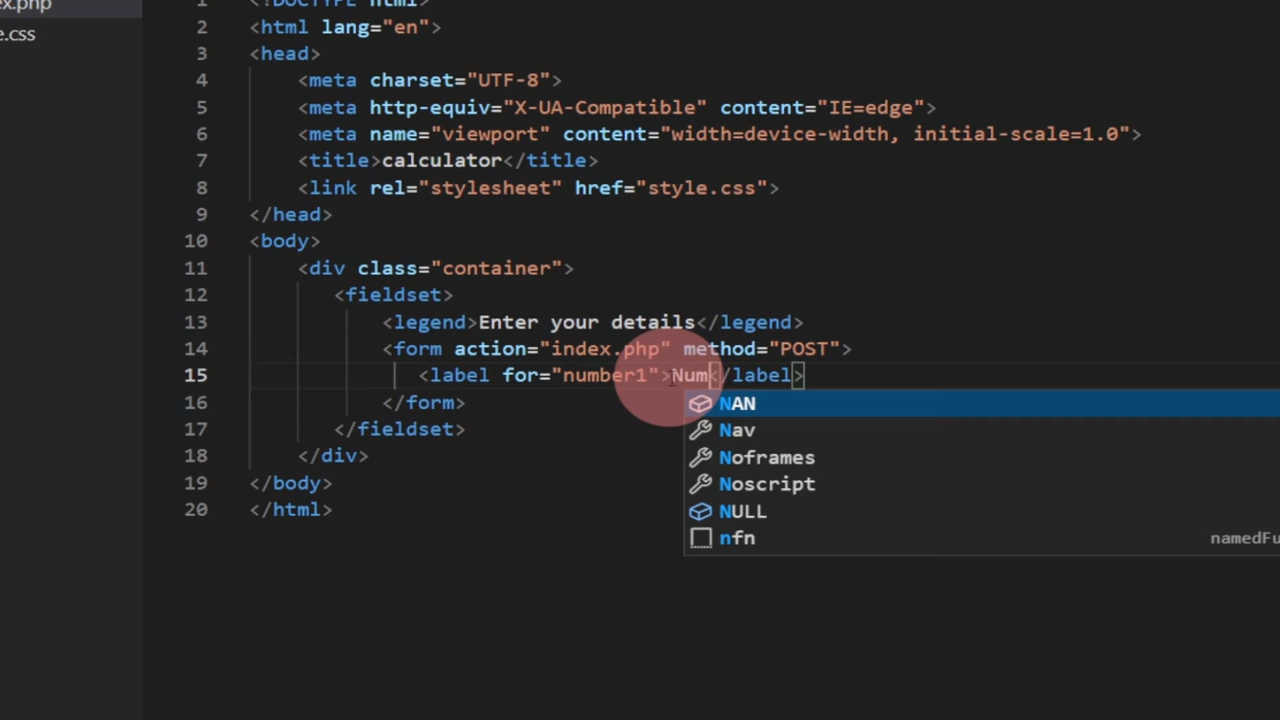 ex.php
e.css
1 <!DOCTYPE html>
2 <html lang="en">
3 <head>
4 <meta charset="UTF-8">
5 <meta http-equiv="X-UA-Compatible" content="IE=edge">
6 <meta name="viewport" content="width=device-width, initial-scale=1.0">
7 <title>calculator</title>
8 <link rel="stylesheet" href="style.css">
9 </head>
10 <body>
11 <div class="container">
12 <fieldset>
13 <legend>Enter your details</legend>
14 <form action="index.php" method="POST">
15 <label for="number1">Num</label>
16 </form>
17 </fieldset>
18 </div>
19 </body>
20 </html>
NAN
Nav
Noframes
Noscript
NULL
nfn namedFu